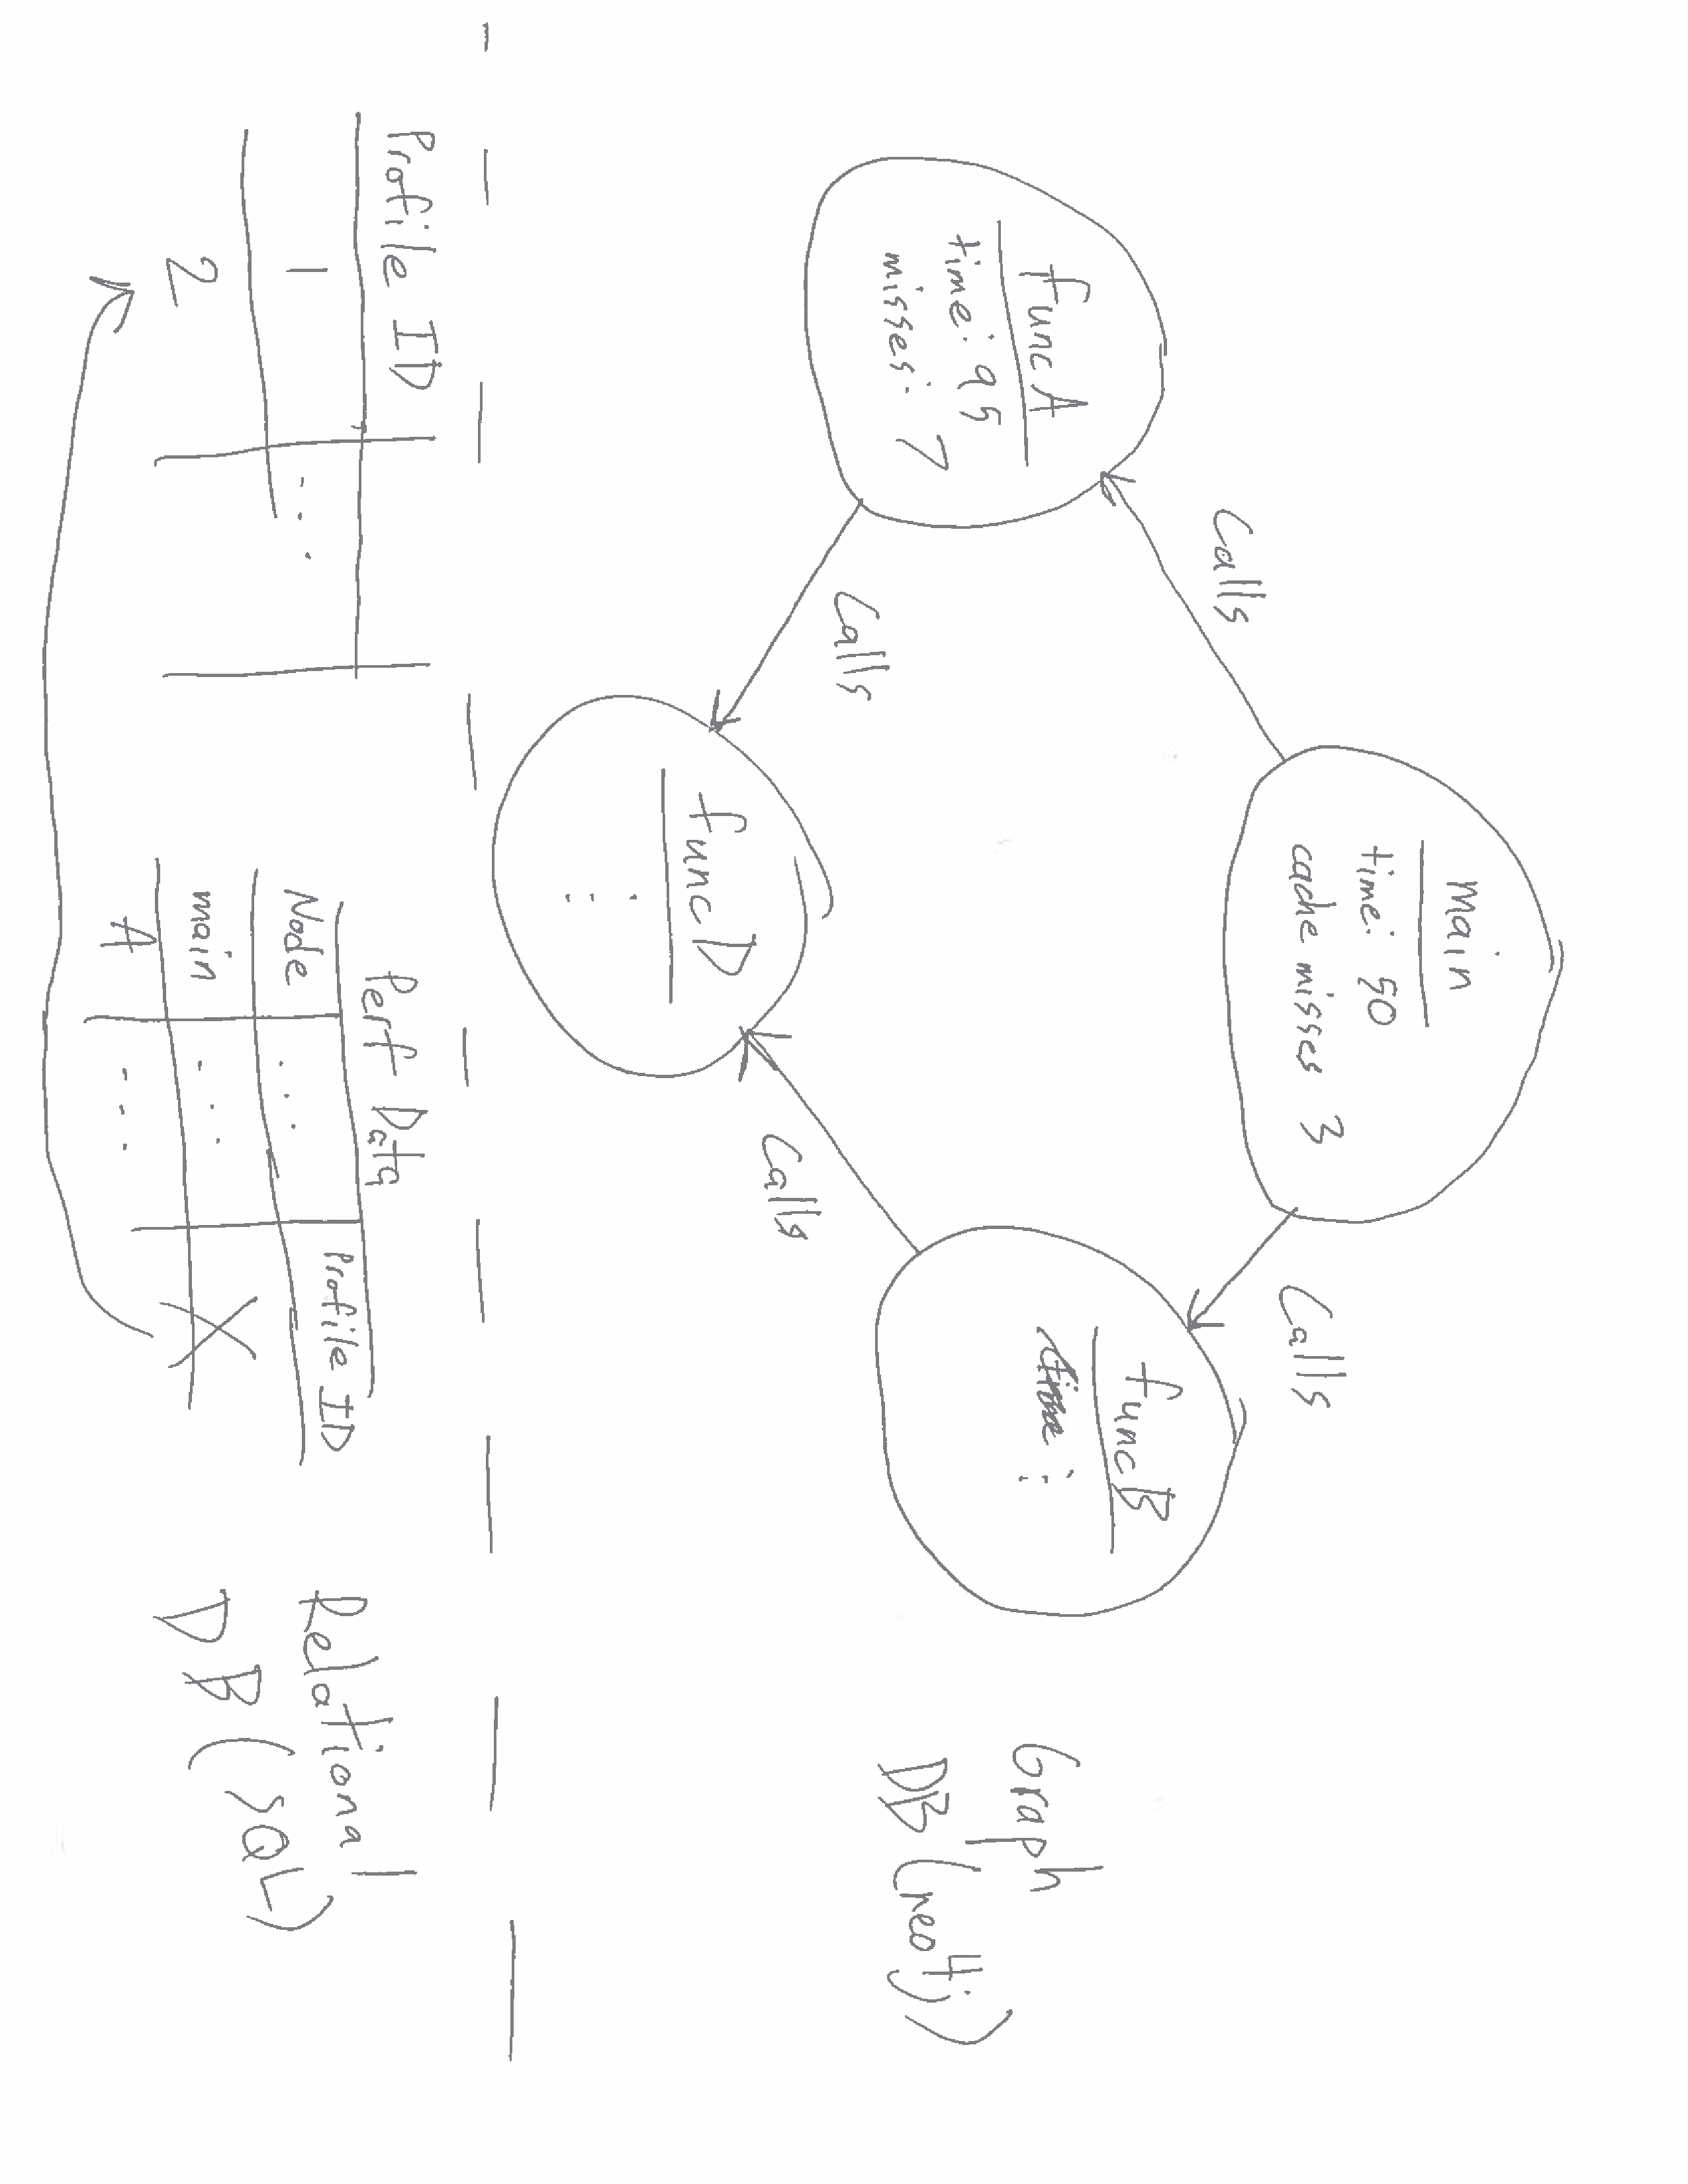 Main
time: 50
cache misses 3
Calls
Calls
func A
time: 95
misses: 7
func B
:
Graph
DB (neo4j)
Calls
Calls
func D
:
Profile ID
1 ...
2
Perf Data
Node ... Profile ID
main ... X
A ...
Relational
DB (SQL)